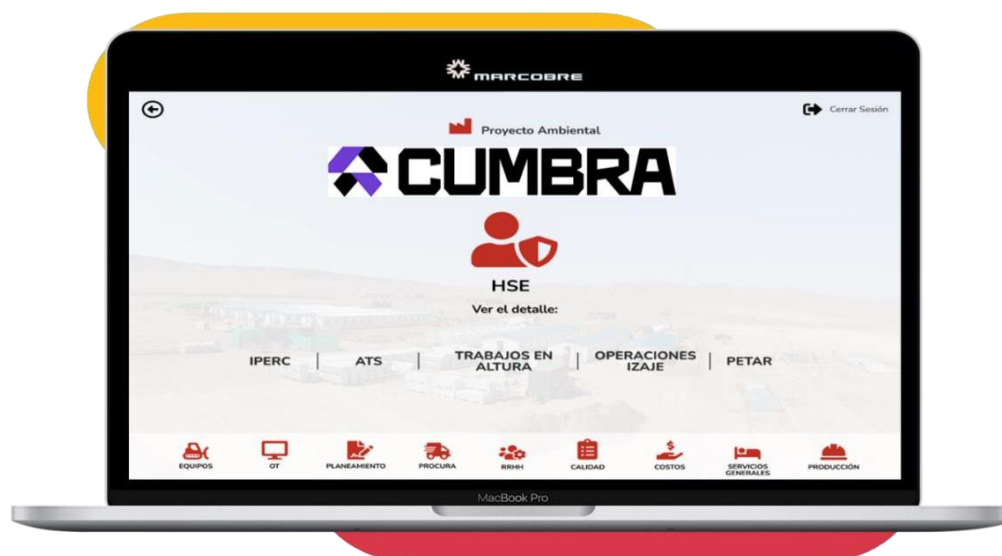 MARCOBRE
Cerrar Sesión
Proyecto Ambiental
CUMBRA
HSE
Ver el detalle:
IPERC | ATS | TRABAJOS EN ALTURA | OPERACIONES IZAJE | PETAR
EQUIPOS
OT
PLANEAMIENTO
PROCURA
RRHH
CALIDAD
COSTOS
SERVICIOS
GENERALES
PRODUCCIÓN
MacBook Pro